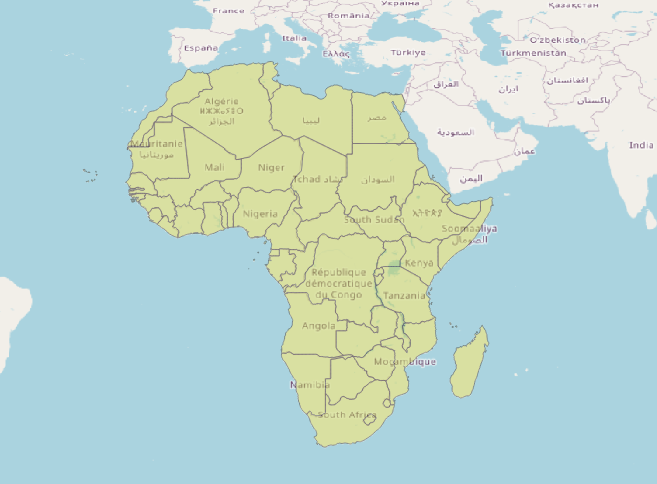 Україна
France
România
Қазақстан
Italia
España
Ελλάς
Türkiye
O'zbekiston
Türkmenistan
افغانستان
العراق
ایران
پاکستان
Algérie
ⵍⵣⵣⴰⵢⴻⵔ
الجزائر
ليبيا
مصر
السعودية
عمان
India
Mauritanie
موريتانيا
Mali
Niger
Tchad تشاد
السودان
اليمن
Nigeria
South Sudan
ኢትዮጵያ
Soomaaliya
الصومال
Kenya
République
démocratique
du Congo
Tanzania
Angola
Moçambique
Namibia
South Africa